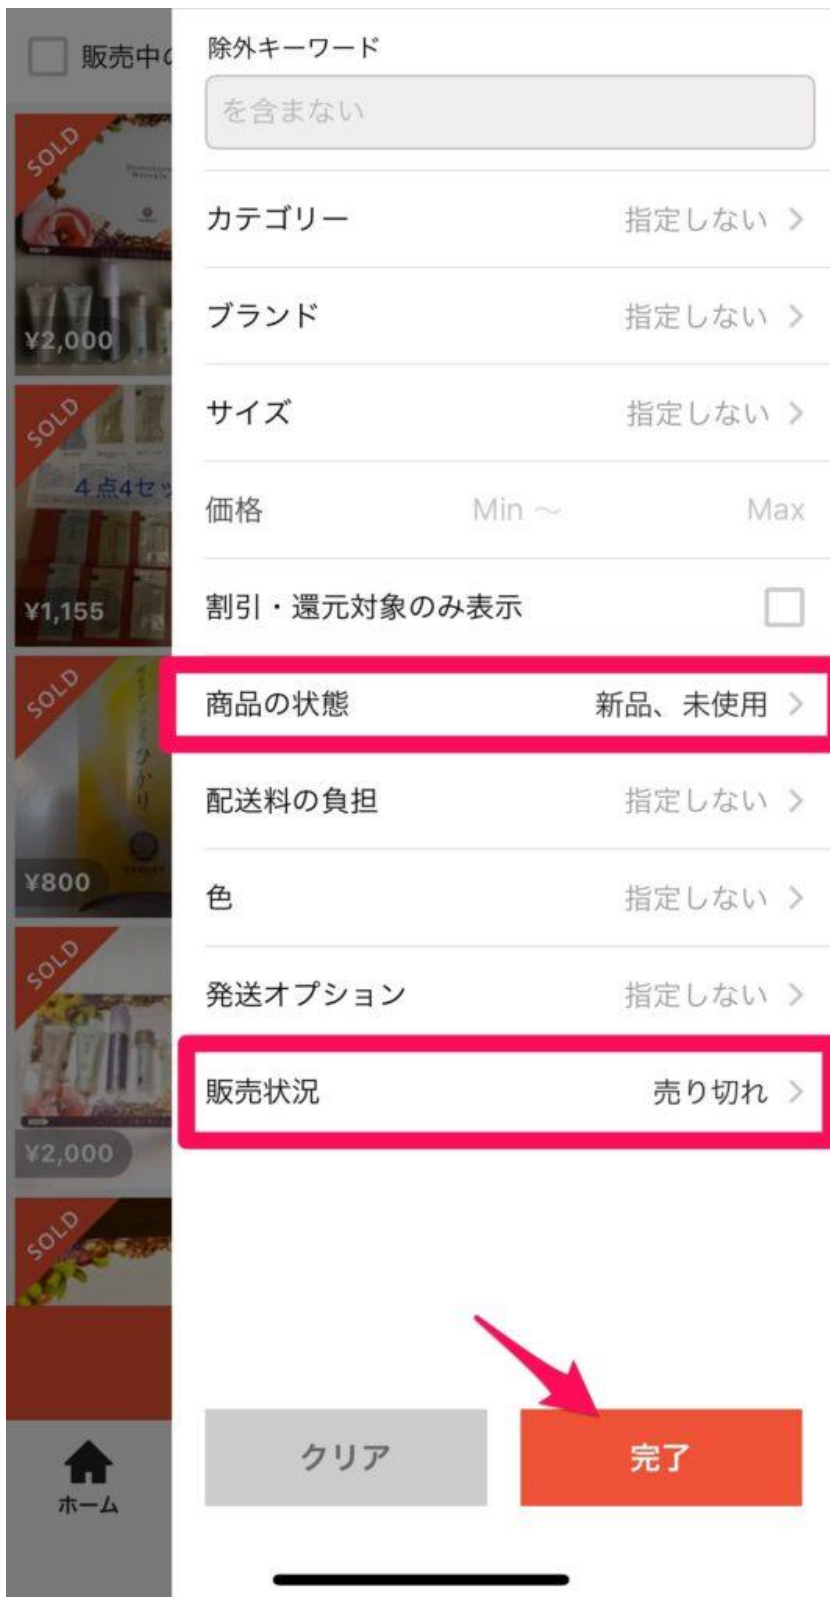 販売中の
SOLD
¥2,000
SOLD
4点4セッ
¥1,155
SOLD
ひかり
¥800
SOLD
¥2,000
SOLD
ホーム
除外キーワード
を含まない
カテゴリー 指定しない >
ブランド 指定しない >
サイズ 指定しない >
価格 Min ～ Max
割引・還元対象のみ表示
商品の状態 新品、未使用 >
配送料の負担 指定しない >
色 指定しない >
発送オプション 指定しない >
販売状況 売り切れ >
クリア 完了